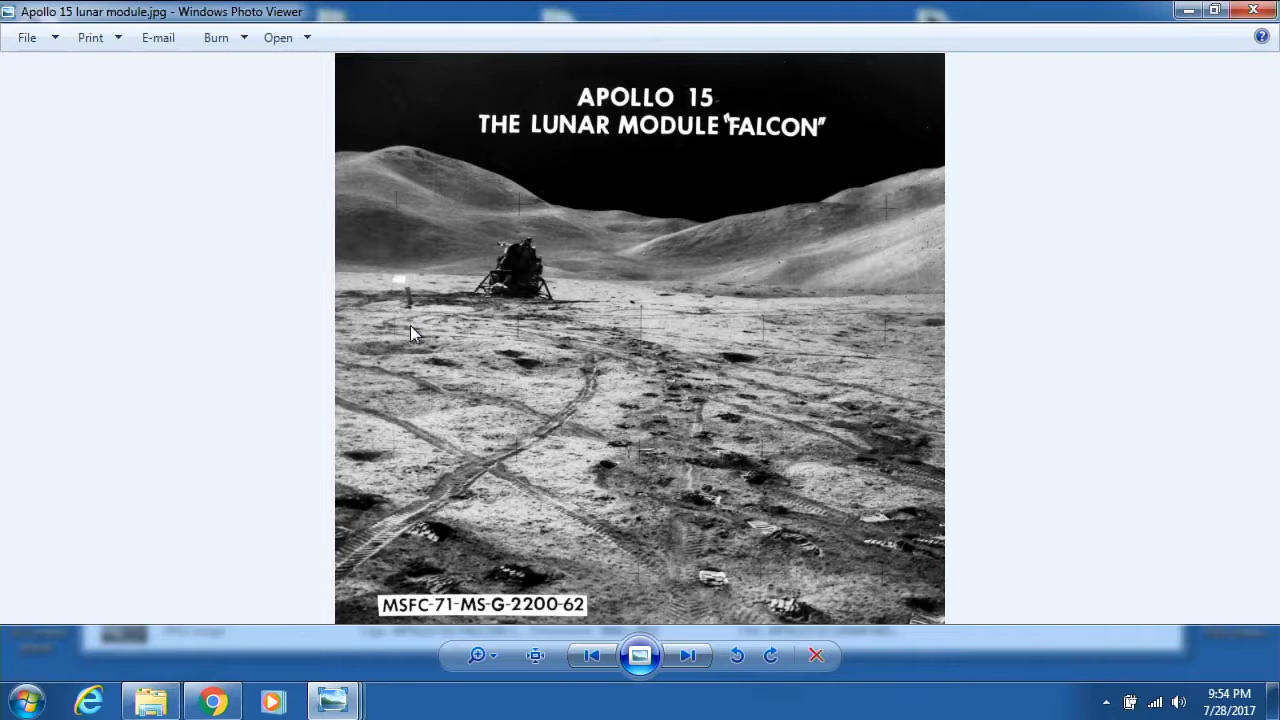 Apollo 15 lunar module.jpg - Windows Photo Viewer
File Print E-mail Burn Open
APOLLO 15
THE LUNAR MODULE "FALCON"
MSFC-71-MS-G-2200-62
9:54 PM
7/28/2017